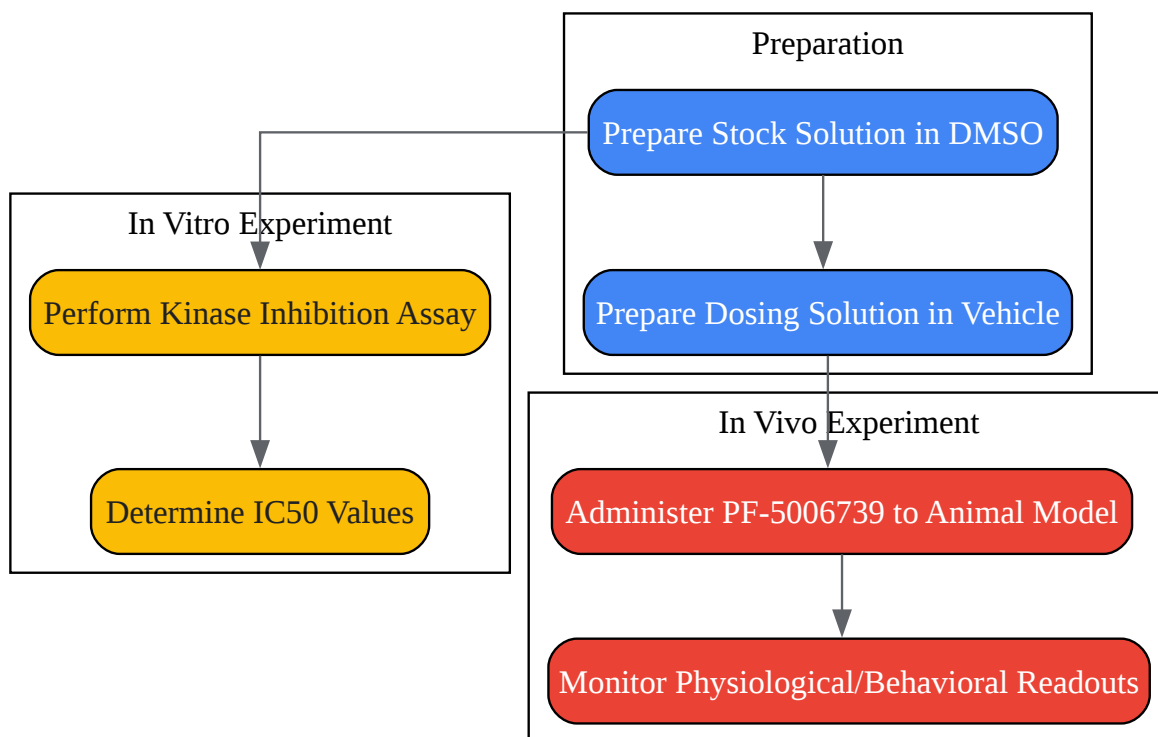 Preparation
Prepare Stock Solution in DMSO
Prepare Dosing Solution in Vehicle
In Vitro Experiment
Perform Kinase Inhibition Assay
Determine IC50 Values
In Vivo Experiment
Administer PF-5006739 to Animal Model
Monitor Physiological/Behavioral Readouts